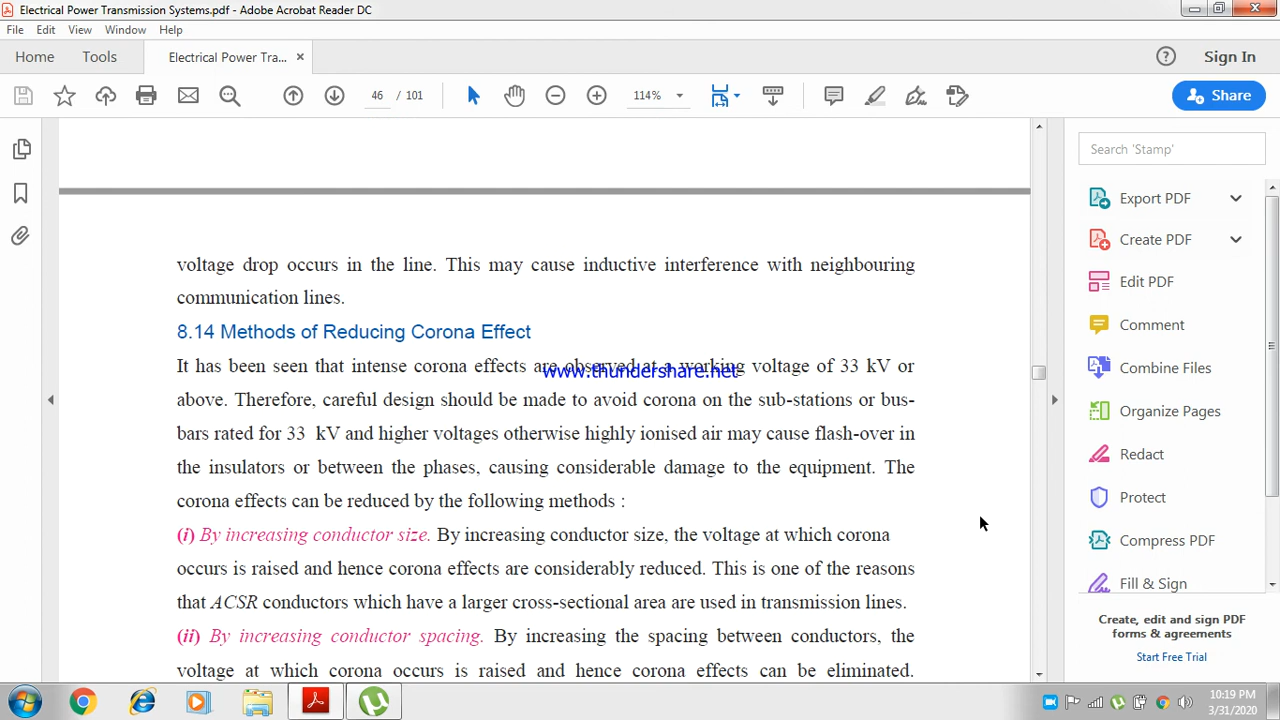 Electrical Power Transmission Systems.pdf - Adobe Acrobat Reader DC
File Edit View Window Help
Home Tools Electrical Power Tra... × Sign In
46 / 101 114% Share
voltage drop occurs in the line. This may cause inductive interference with neighbouring
communication lines.
8.14 Methods of Reducing Corona Effect
It has been seen that intense corona effects are observed at a working voltage of 33 kV or
www.thundershare.net
above. Therefore, careful design should be made to avoid corona on the sub-stations or bus-
bars rated for 33 kV and higher voltages otherwise highly ionised air may cause flash-over in
the insulators or between the phases, causing considerable damage to the equipment. The
corona effects can be reduced by the following methods :
(i) By increasing conductor size. By increasing conductor size, the voltage at which corona
occurs is raised and hence corona effects are considerably reduced. This is one of the reasons
that ACSR conductors which have a larger cross-sectional area are used in transmission lines.
(ii) By increasing conductor spacing. By increasing the spacing between conductors, the
voltage at which corona occurs is raised and hence corona effects can be eliminated.
Search 'Stamp'
Export PDF
Create PDF
Edit PDF
Comment
Combine Files
Organize Pages
Redact
Protect
Compress PDF
Fill & Sign
Create, edit and sign PDF
forms & agreements
Start Free Trial
10:19 PM
3/31/2020